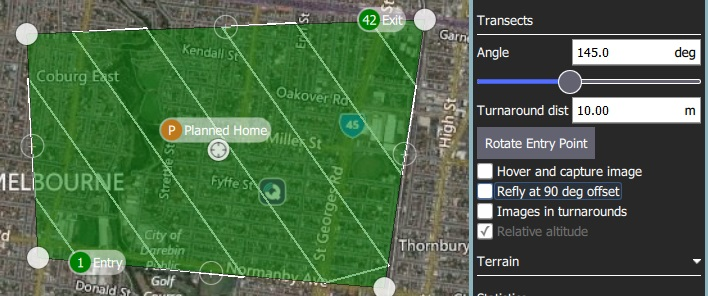 Transects
Angle
145.0 deg
Turnaround dist
10.00 m
Rotate Entry Point
Hover and capture image
Refly at 90 deg offset
Images in turnarounds
Relative altitude
Terrain
42 Exit
Kendall St
Coburg East
Oakover Rd
High St
45
P Planned Home
Miller St
MELBOURNE
Fyffe St
St Georges Rd
Thornbury
City of
Darebin
Public
Golf
1 Entry
Normanby Ave
Donald St